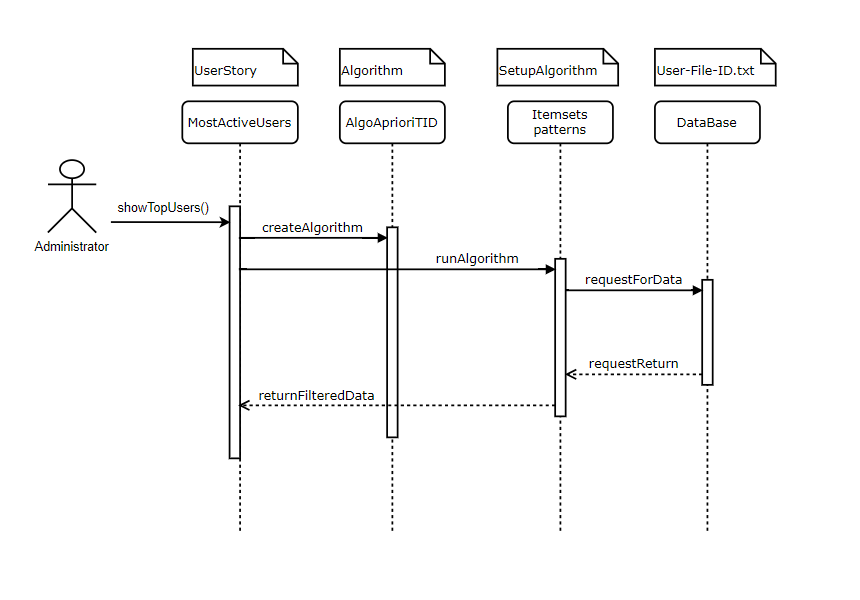 UserStory
Algorithm
SetupAlgorithm
User-File-ID.txt
MostActiveUsers
AlgoAprioriTID
Itemsets
patterns
DataBase
showTopUsers()
Administrator
createAlgorithm
runAlgorithm
requestForData
requestReturn
returnFilteredData